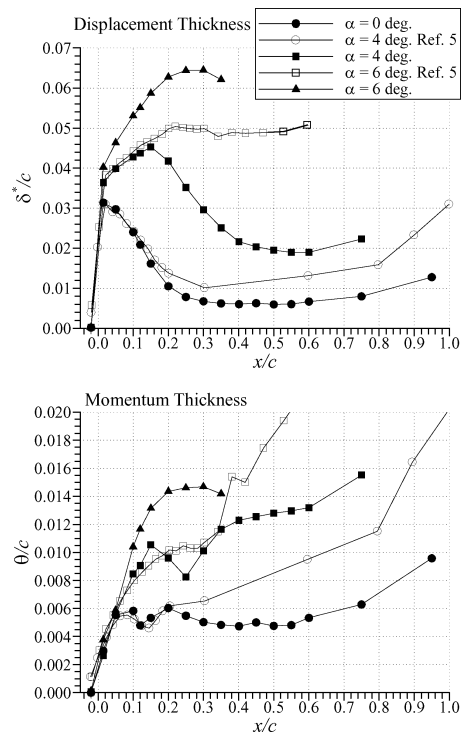 Displacement Thickness
α = 0 deg.
α = 4 deg. Ref. 5
α = 4 deg.
α = 6 deg. Ref. 5
α = 6 deg.
0.07
0.06
0.05
0.04
0.03
0.02
0.01
0.00
δ*/c
0.0 0.1 0.2 0.3 0.4 0.5 0.6 0.7 0.8 0.9 1.0
x/c
Momentum Thickness
0.020
0.018
0.016
0.014
0.012
0.010
0.008
0.006
0.004
0.002
0.000
θ/c
0.0 0.1 0.2 0.3 0.4 0.5 0.6 0.7 0.8 0.9 1.0
x/c